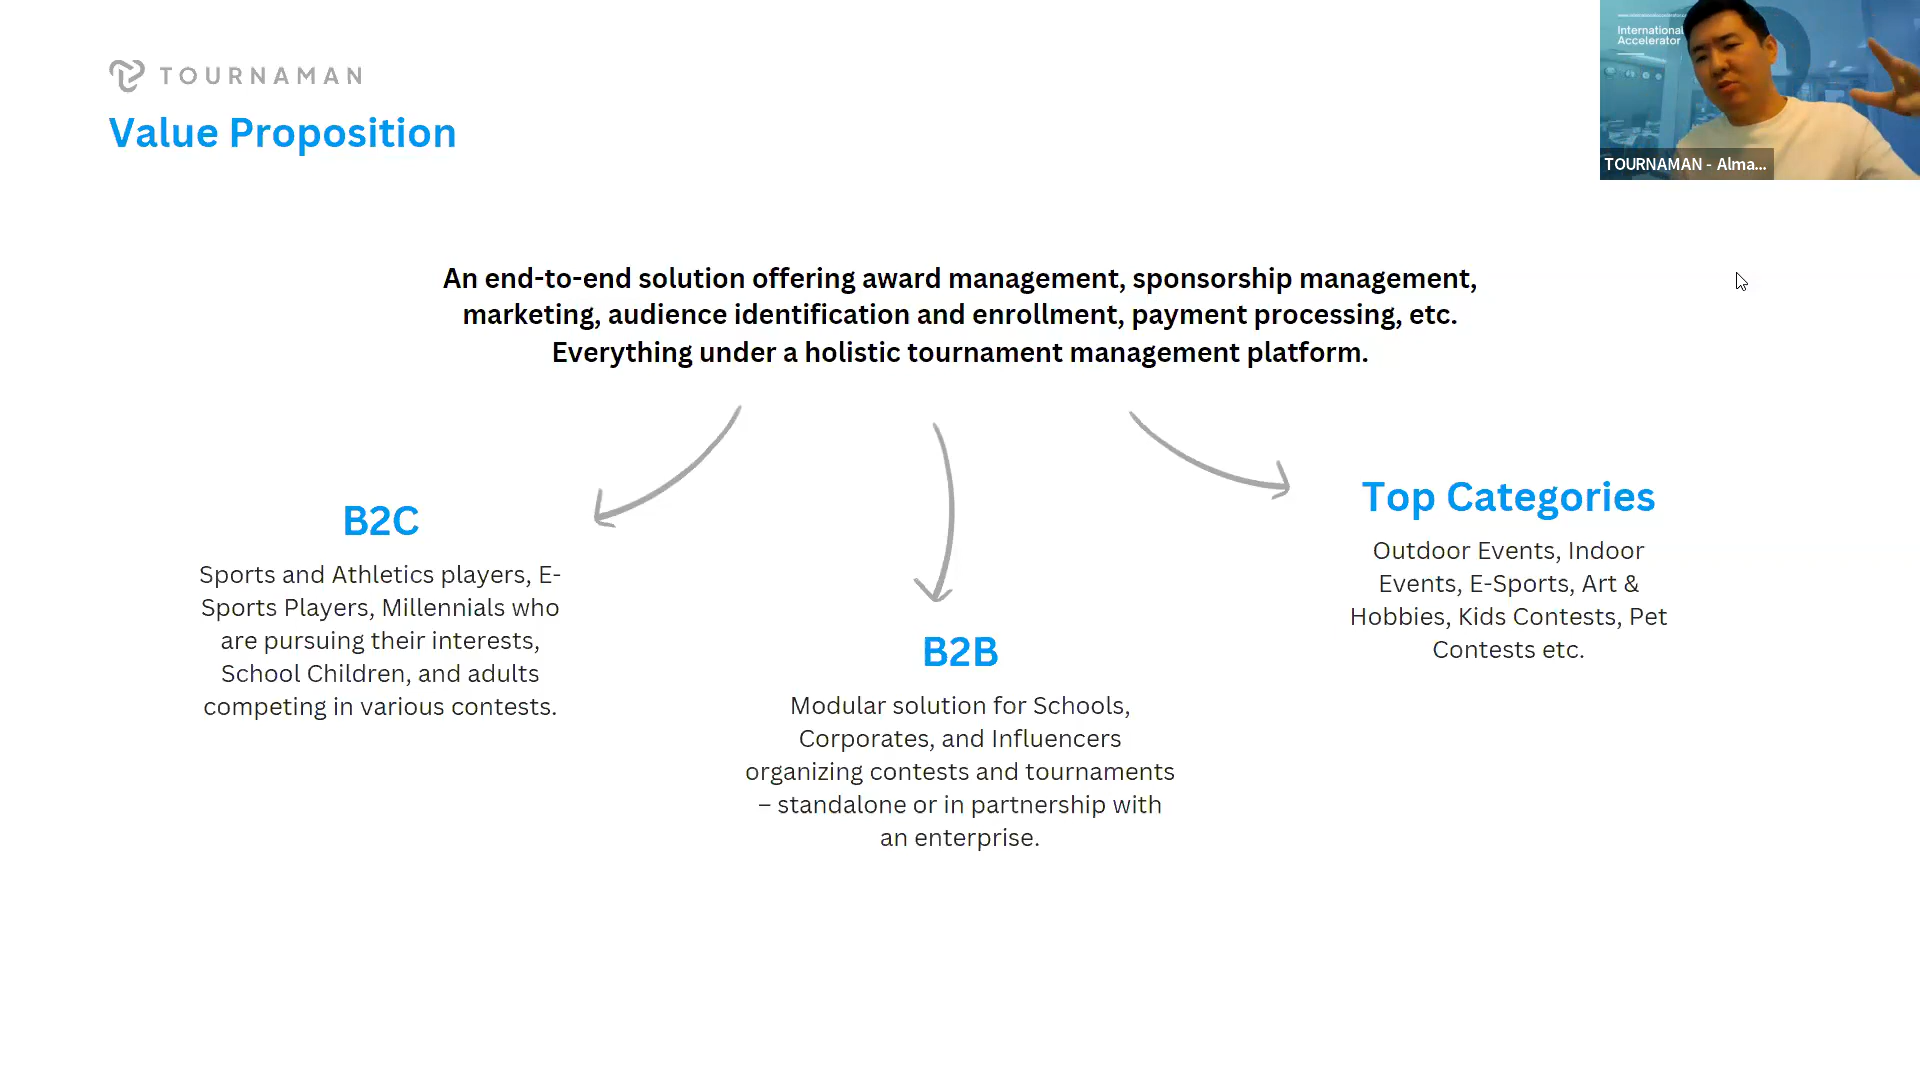 TOURNAMAN
Value Proposition
International
Accelerator
TOURNAMAN - Alma...
An end-to-end solution offering award management, sponsorship management,
marketing, audience identification and enrollment, payment processing, etc.
Everything under a holistic tournament management platform.
B2C
Sports and Athletics players, E-
Sports Players, Millennials who
are pursuing their interests,
School Children, and adults
competing in various contests.
B2B
Modular solution for Schools,
Corporates, and Influencers
organizing contests and tournaments
– standalone or in partnership with
an enterprise.
Top Categories
Outdoor Events, Indoor
Events, E-Sports, Art &
Hobbies, Kids Contests, Pet
Contests etc.